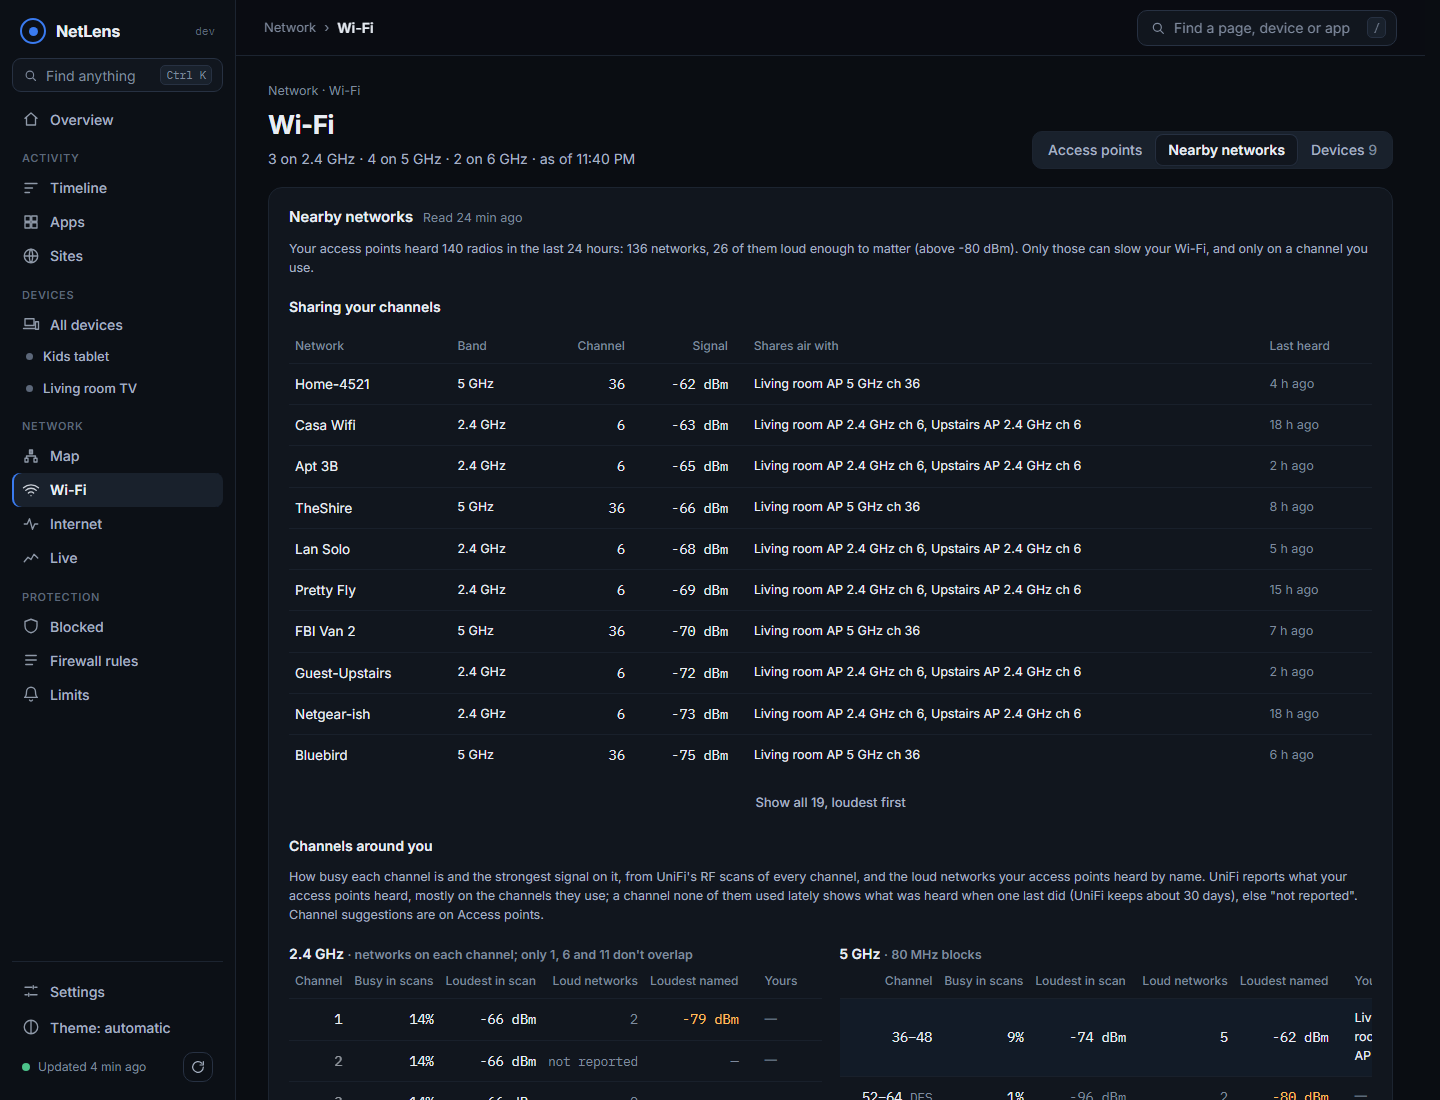 NetLens
dev
Find anything Ctrl K
Overview
ACTIVITY
Timeline
Apps
Sites
DEVICES
All devices
Kids tablet
Living room TV
NETWORK
Map
Wi-Fi
Internet
Live
PROTECTION
Blocked
Firewall rules
Limits
Settings
Theme: automatic
Updated 4 min ago
Network › Wi-Fi
Find a page, device or app /
Network · Wi-Fi
Wi-Fi
3 on 2.4 GHz · 4 on 5 GHz · 2 on 6 GHz · as of 11:40 PM
Access points Nearby networks Devices 9
Nearby networks Read 24 min ago
Your access points heard 140 radios in the last 24 hours: 136 networks, 26 of them loud enough to matter (above -80 dBm). Only those can slow your Wi-Fi, and only on a channel you
use.
Sharing your channels
Network Band Channel Signal Shares air with Last heard
Home-4521 5 GHz 36 -62 dBm Living room AP 5 GHz ch 36 4 h ago
Casa Wifi 2.4 GHz 6 -63 dBm Living room AP 2.4 GHz ch 6, Upstairs AP 2.4 GHz ch 6 18 h ago
Apt 3B 2.4 GHz 6 -65 dBm Living room AP 2.4 GHz ch 6, Upstairs AP 2.4 GHz ch 6 2 h ago
TheShire 5 GHz 36 -66 dBm Living room AP 5 GHz ch 36 8 h ago
Lan Solo 2.4 GHz 6 -68 dBm Living room AP 2.4 GHz ch 6, Upstairs AP 2.4 GHz ch 6 5 h ago
Pretty Fly 2.4 GHz 6 -69 dBm Living room AP 2.4 GHz ch 6, Upstairs AP 2.4 GHz ch 6 15 h ago
FBI Van 2 5 GHz 36 -70 dBm Living room AP 5 GHz ch 36 7 h ago
Guest-Upstairs 2.4 GHz 6 -72 dBm Living room AP 2.4 GHz ch 6, Upstairs AP 2.4 GHz ch 6 2 h ago
Netgear-ish 2.4 GHz 6 -73 dBm Living room AP 2.4 GHz ch 6, Upstairs AP 2.4 GHz ch 6 18 h ago
Bluebird 5 GHz 36 -75 dBm Living room AP 5 GHz ch 36 6 h ago
Show all 19, loudest first
Channels around you
How busy each channel is and the strongest signal on it, from UniFi's RF scans of every channel, and the loud networks your access points heard by name. UniFi reports what your
access points heard, mostly on the channels they use; a channel none of them used lately shows what was heard when one last did (UniFi keeps about 30 days), else "not reported".
Channel suggestions are on Access points.
2.4 GHz · networks on each channel; only 1, 6 and 11 don't overlap
Channel Busy in scans Loudest in scan Loud networks Loudest named Yours
1 14% -66 dBm 2 -79 dBm —
2 14% -66 dBm not reported — —
5 GHz · 80 MHz blocks
Channel Busy in scans Loudest in scan Loud networks Loudest named
36–48 9% -74 dBm 5 -62 dBm
AP
52–64 DFS 1% -96 dBm 2 -80 dBm —